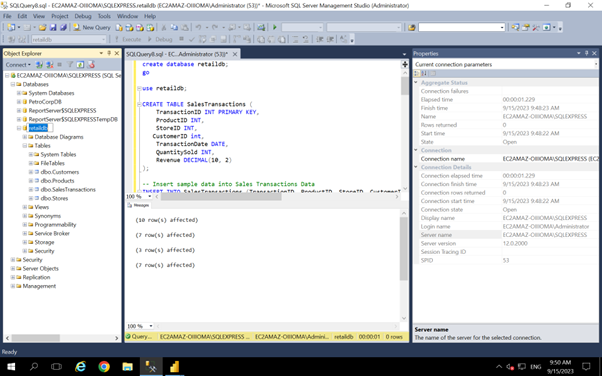 SQLQuery8.sql - EC2AMAZ-OIIIOMA\SQLEXPRESS.retaildb (EC2AMAZ-OIIIOMA\Administrator (53))* - Microsoft SQL Server Management Studio (Administrator)
File Edit View Project Debug Tools Window Help
New Query
retaildb
Execute Debug
Object Explorer
Connect
EC2AMAZ-OIIIOMA\SQLEXPRESS (SQL Se
Databases
System Databases
PetroCorpDB
ReportServer$SQLEXPRESS
ReportServer$SQLEXPRESSTempDB
retaildb
Database Diagrams
Tables
System Tables
FileTables
dbo.Customers
dbo.Products
dbo.SalesTransactions
dbo.Stores
Views
Synonyms
Programmability
Service Broker
Storage
Security
Security
Server Objects
Replication
Management
SQLQuery8.sql - EC...Administrator (53))*
create database retaildb;
go
use retaildb;
CREATE TABLE SalesTransactions (
TransactionID INT PRIMARY KEY,
ProductID INT,
StoreID INT,
CustomerID int,
TransactionDate DATE,
QuantitySold INT,
Revenue DECIMAL(10, 2)
);
-- Insert sample data into Sales Transactions Data
INSERT INTO SalesTransactions (TransactionID, ProductID, StoreID, CustomerI
100 %
Messages
(10 row(s) affected)
(7 row(s) affected)
(3 row(s) affected)
(7 row(s) affected)
100 %
Query... EC2AMAZ-OIIIOMA\SQLEXPRESS ... EC2AMAZ-OIIIOMA\Admini... retaildb 00:00:01 0 rows
Properties
Current connection parameters
Aggregate Status
Connection failures
Elapsed time 00:00:01.229
Finish time 9/15/2023 9:48:23 AM
Name EC2AMAZ-OIIIOMA\SQLEXPRESS
Rows returned 0
Start time 9/15/2023 9:48:22 AM
State Open
Connection
Connection name EC2AMAZ-OIIIOMA\SQLEXPRESS (EC2
Connection Details
Connection elapsed time 00:00:01.229
Connection finish time 9/15/2023 9:48:23 AM
Connection rows returned 0
Connection start time 9/15/2023 9:48:22 AM
Connection state Open
Display name EC2AMAZ-OIIIOMA\SQLEXPRESS
Login name EC2AMAZ-OIIIOMA\Administrator
Server name EC2AMAZ-OIIIOMA\SQLEXPRESS
Server version 12.0.2000
Session Tracing ID
SPID 53
Server name
The name of the server for the selected connection.
Ready
ENG
9:50 AM
9/15/2023